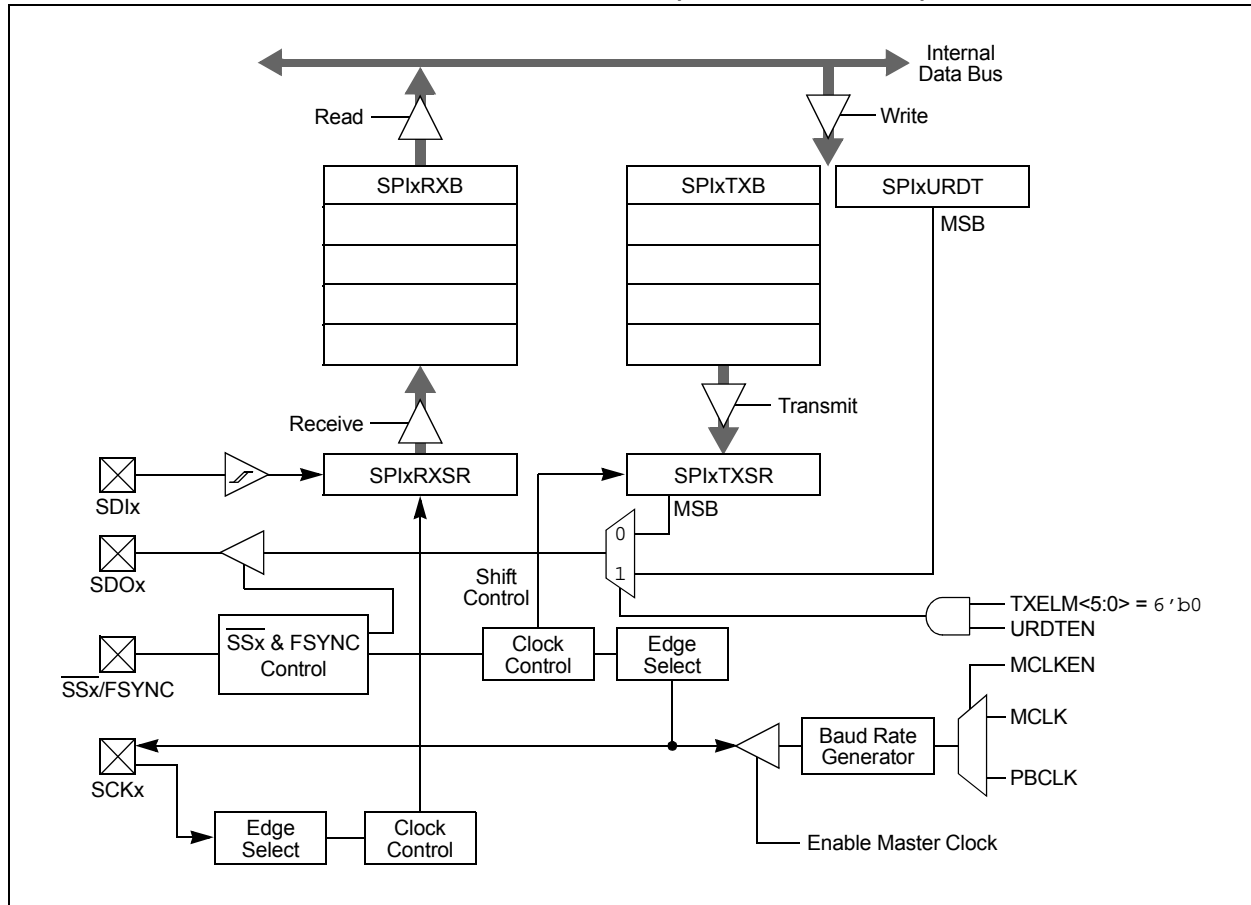 Internal
Data Bus
Read
Write
SPIxRXB
SPIxTXB
SPIxURDT
MSB
Receive
Transmit
SPIxRXSR
SPIxTXSR
SDIx
MSB
0
SDOx
1
Shift
Control
TXELM<5:0> = 6'b0
URDTEN
SSx & FSYNC
Control
Clock
Control
Edge
Select
SSx/FSYNC
MCLKEN
MCLK
Baud Rate
Generator
PBCLK
SCKx
Edge
Select
Clock
Control
Enable Master Clock